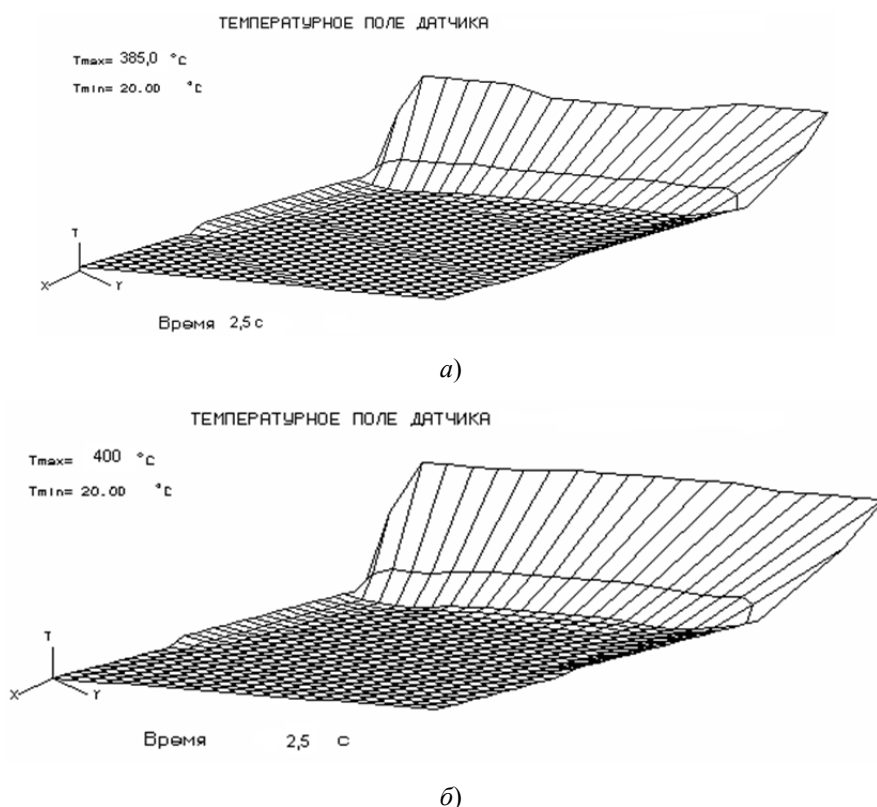 ТЕМПЕРАТУРНОЕ ПОЛЕ ДАТЧИКА
Tmax= 385,0 °C
Tmin= 20.00 °C
T
X
Y
Время 2,5 с
а)
ТЕМПЕРАТУРНОЕ ПОЛЕ ДАТЧИКА
Tmax= 400 °C
Tmin= 20.00 °C
T
X
Y
Время 2,5 с
б)